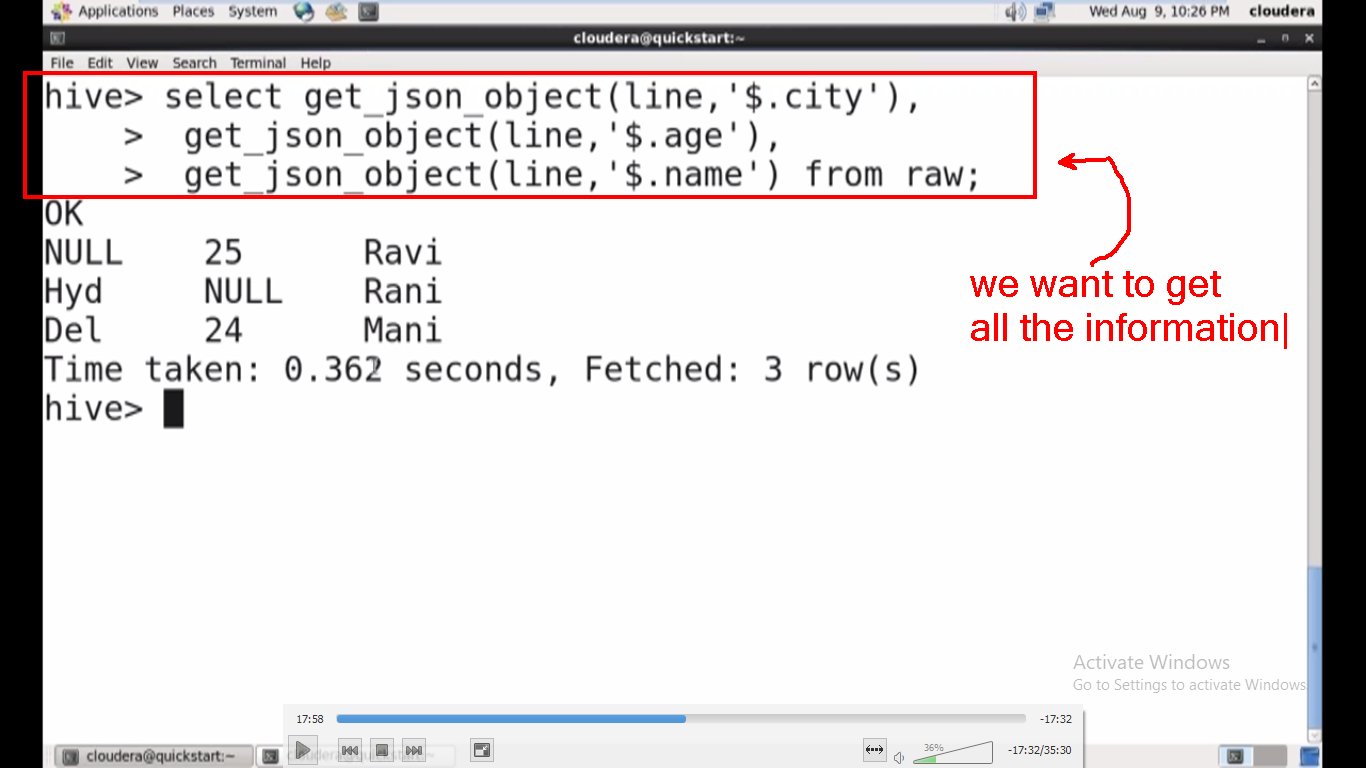 Applications Places System Wed Aug 9, 10:26 PM cloudera
cloudera@quickstart:~
File Edit View Search Terminal Help
hive> select get_json_object(line,'$.city'),
> get_json_object(line,'$.age'),
> get_json_object(line,'$.name') from raw;
OK
NULL 25 Ravi
Hyd NULL Rani
Del 24 Mani
Time taken: 0.362 seconds, Fetched: 3 row(s)
hive>
we want to get
all the information
Activate Windows
Go to Settings to activate Windows.
17:58 -17:32
36% -17:32/35:30
cloudera@quickstart:~ cloudera@quickstart:~